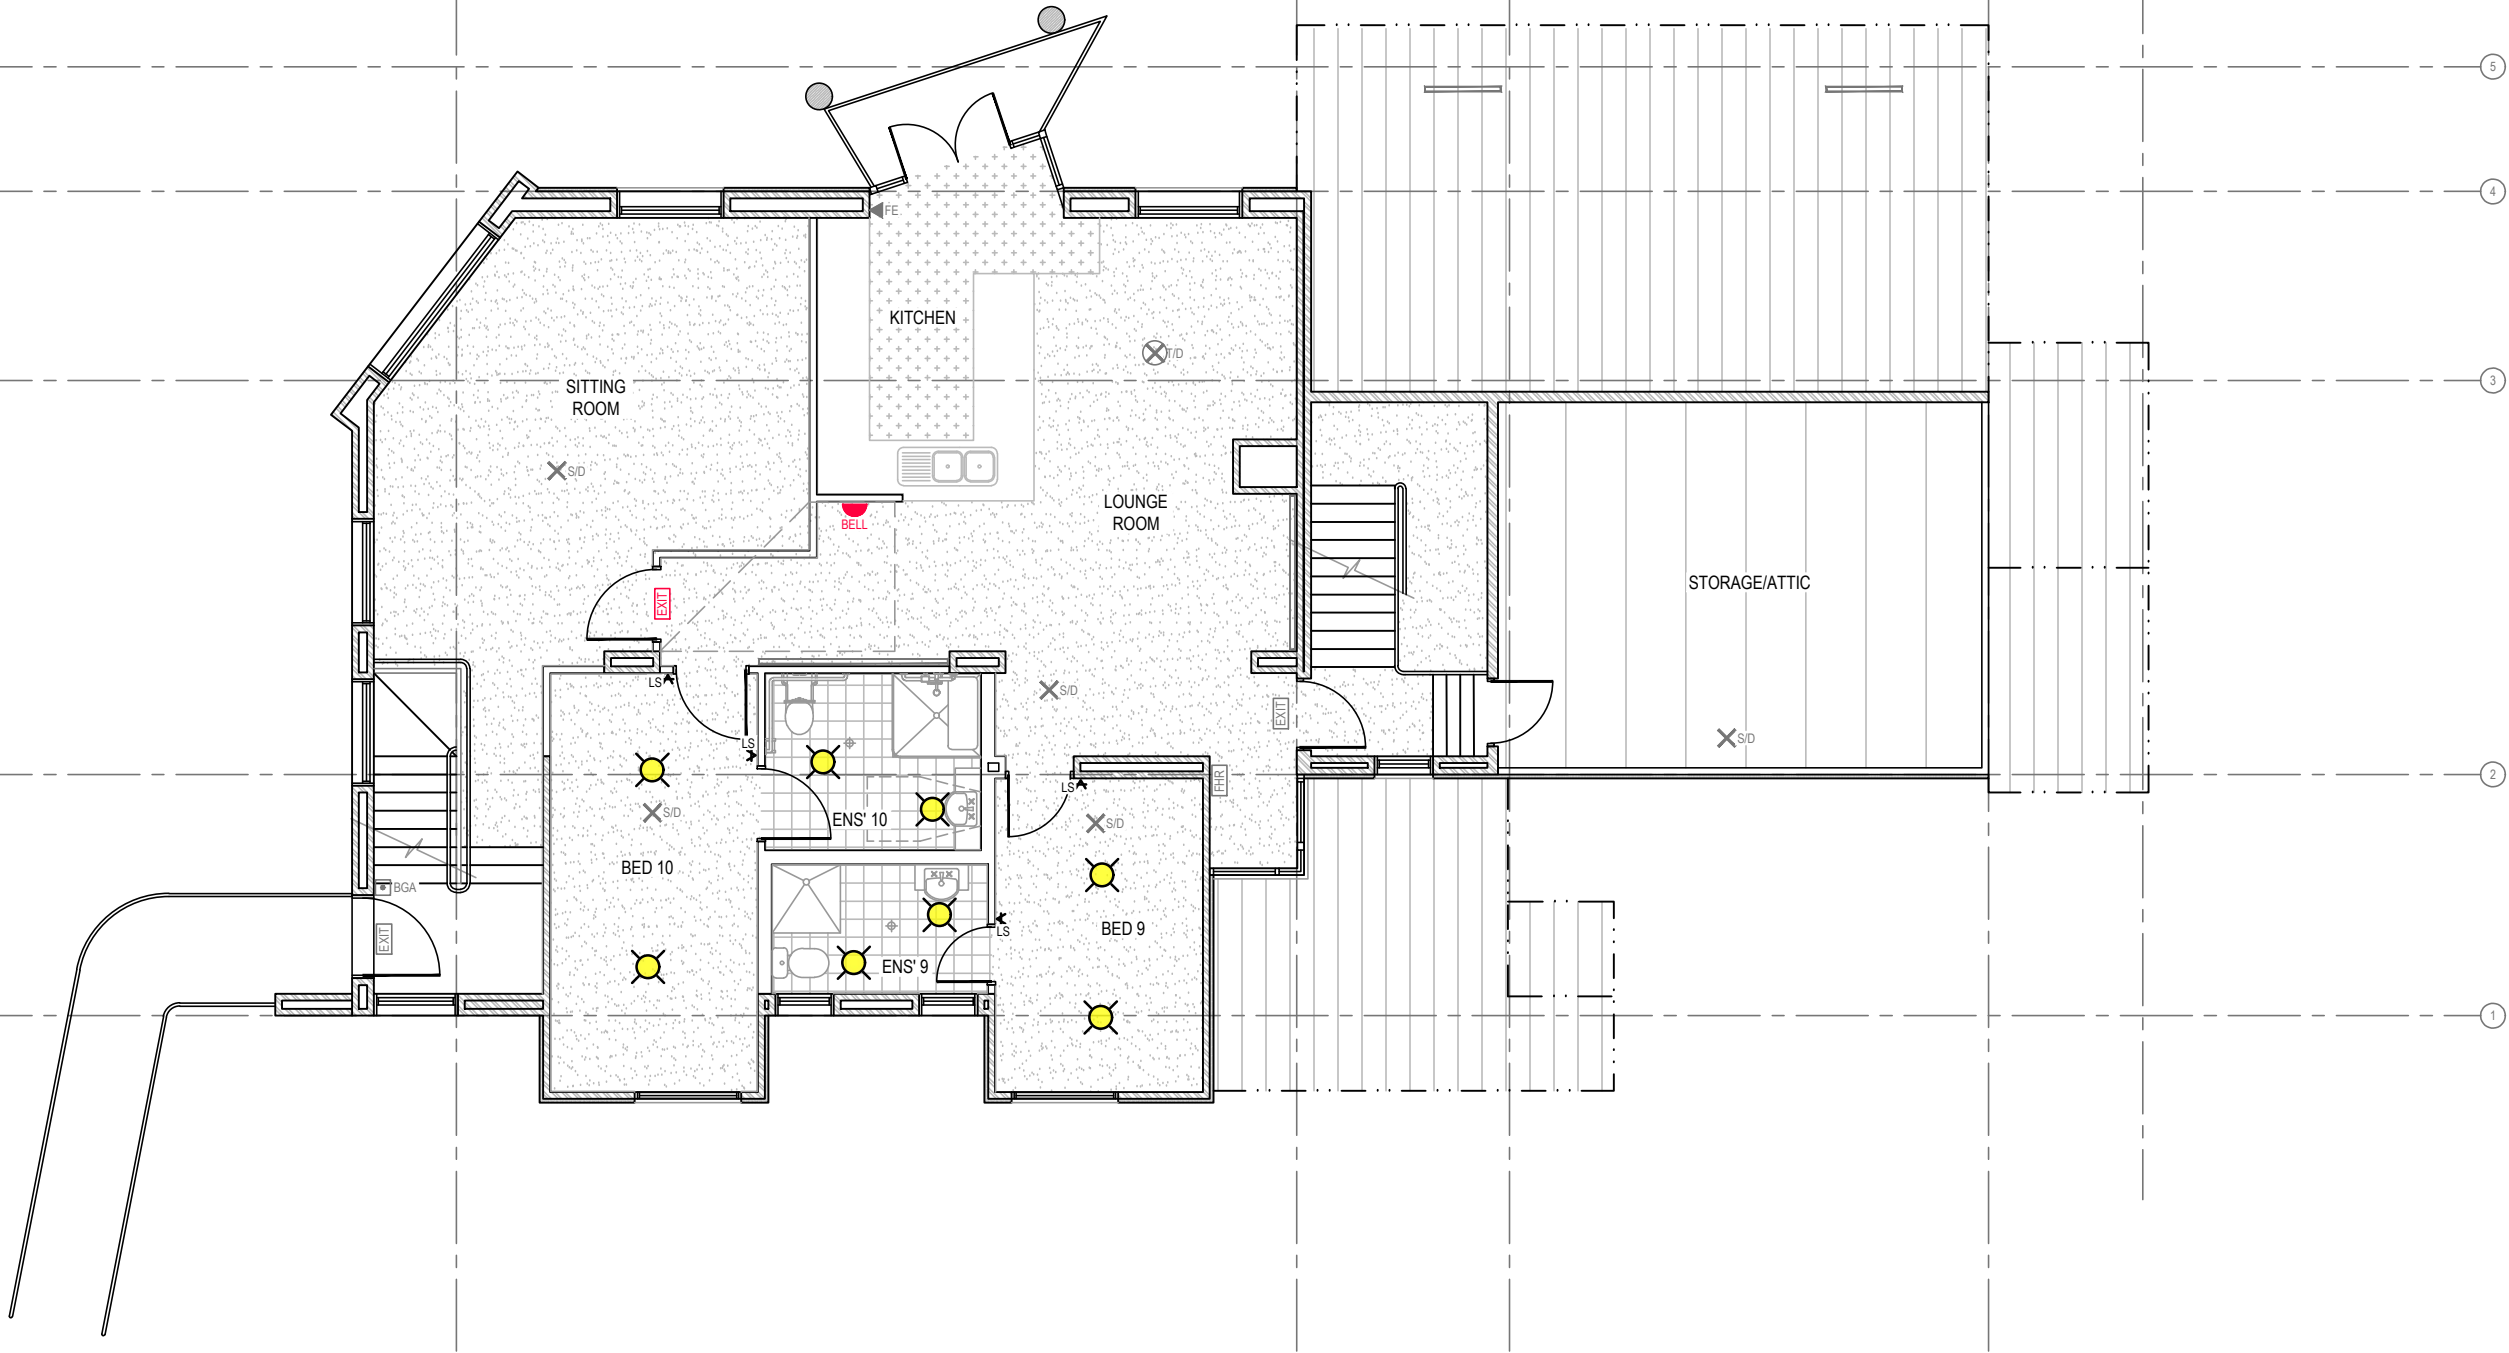 5
4
FE
KITCHEN
T/D
3
SITTING
ROOM
S/D
LOUNGE
ROOM
BELL
STORAGE/ATTIC
EXIT
LS
S/D
EXIT
LS
S/D
2
FHR
LS
S/D
ENS' 10
S/D
BED 10
BGA
BED 9
LS
EXIT
ENS' 9
1